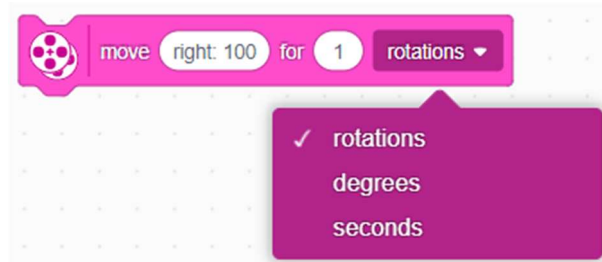 move right: 100 for 1 rotations
rotations
degrees
seconds